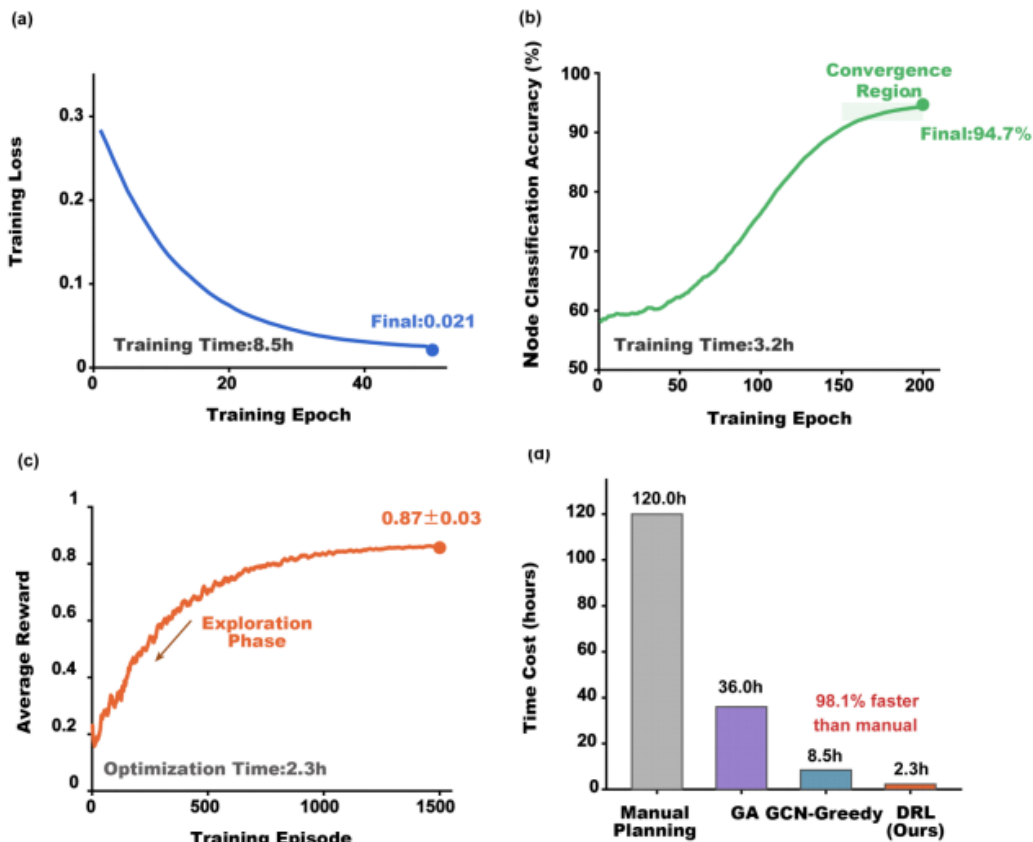 (a)
0.3
0.2
0.1
0
Training Loss
Final:0.021
Training Time:8.5h
0 20 40
Training Epoch
(b)
Node Classification Accuracy (%)
100
90
80
70
60
50
Convergence
Region
Final:94.7%
Training Time:3.2h
0 50 100 150 200
Training Epoch
(c)
Average Reward
1
0.8
0.6
0.4
0.2
0
0.87±0.03
Exploration
Phase
Optimization Time:2.3h
0 500 1000 1500
Training Episode
(d)
Time Cost (hours)
120
100
80
60
40
20
0
120.0h
36.0h
98.1% faster
than manual
8.5h
2.3h
Manual
Planning
GA GCN-Greedy
DRL
(Ours)